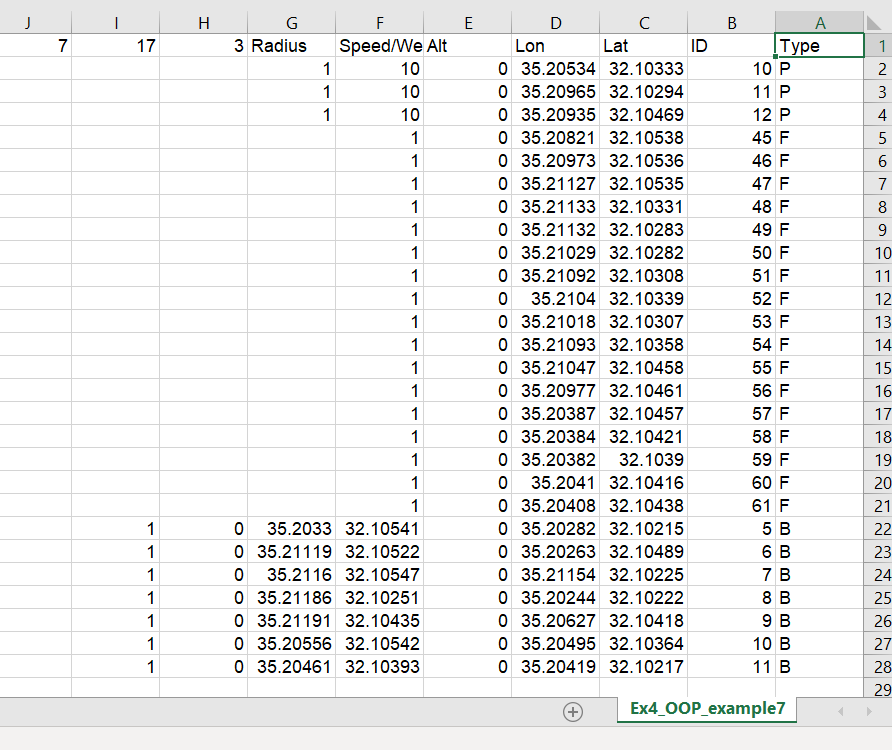 J I H G F E D C B A
7 17 3 Radius Speed/We Alt Lon Lat ID Type 1
1 10 0 35.20534 32.10333 10 P 2
1 10 0 35.20965 32.10294 11 P 3
1 10 0 35.20935 32.10469 12 P 4
1 0 35.20821 32.10538 45 F 5
1 0 35.20973 32.10536 46 F 6
1 0 35.21127 32.10535 47 F 7
1 0 35.21133 32.10331 48 F 8
1 0 35.21132 32.10283 49 F 9
1 0 35.21029 32.10282 50 F 10
1 0 35.21092 32.10308 51 F 11
1 0 35.2104 32.10339 52 F 12
1 0 35.21018 32.10307 53 F 13
1 0 35.21093 32.10358 54 F 14
1 0 35.21047 32.10458 55 F 15
1 0 35.20977 32.10461 56 F 16
1 0 35.20387 32.10457 57 F 17
1 0 35.20384 32.10421 58 F 18
1 0 35.20382 32.1039 59 F 19
1 0 35.2041 32.10416 60 F 20
1 0 35.20408 32.10438 61 F 21
1 0 35.2033 32.10541 0 35.20282 32.10215 5 B 22
1 0 35.21119 32.10522 0 35.20263 32.10489 6 B 23
1 0 35.2116 32.10547 0 35.21154 32.10225 7 B 24
1 0 35.21186 32.10251 0 35.20244 32.10222 8 B 25
1 0 35.21191 32.10435 0 35.20627 32.10418 9 B 26
1 0 35.20556 32.10542 0 35.20495 32.10364 10 B 27
1 0 35.20461 32.10393 0 35.20419 32.10217 11 B 28
29
Ex4_OOP_example7